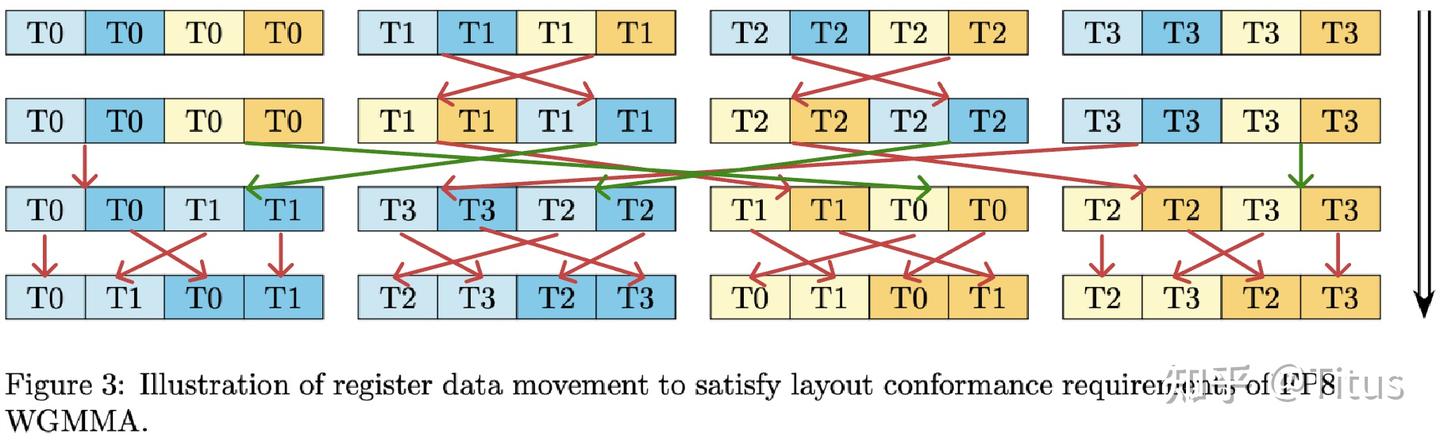 T0 T0 T0 T0 T1 T1 T1 T1 T2 T2 T2 T2 T3 T3 T3 T3
T0 T0 T0 T0 T1 T1 T1 T1 T2 T2 T2 T2 T3 T3 T3 T3
T0 T0 T1 T1 T3 T3 T2 T2 T1 T1 T0 T0 T2 T2 T3 T3
T0 T1 T0 T1 T2 T3 T2 T3 T0 T1 T0 T1 T2 T3 T2 T3
Figure 3: Illustration of register data movement to satisfy layout conformance requirements of FP8
WGMMA.
知乎 @Titus